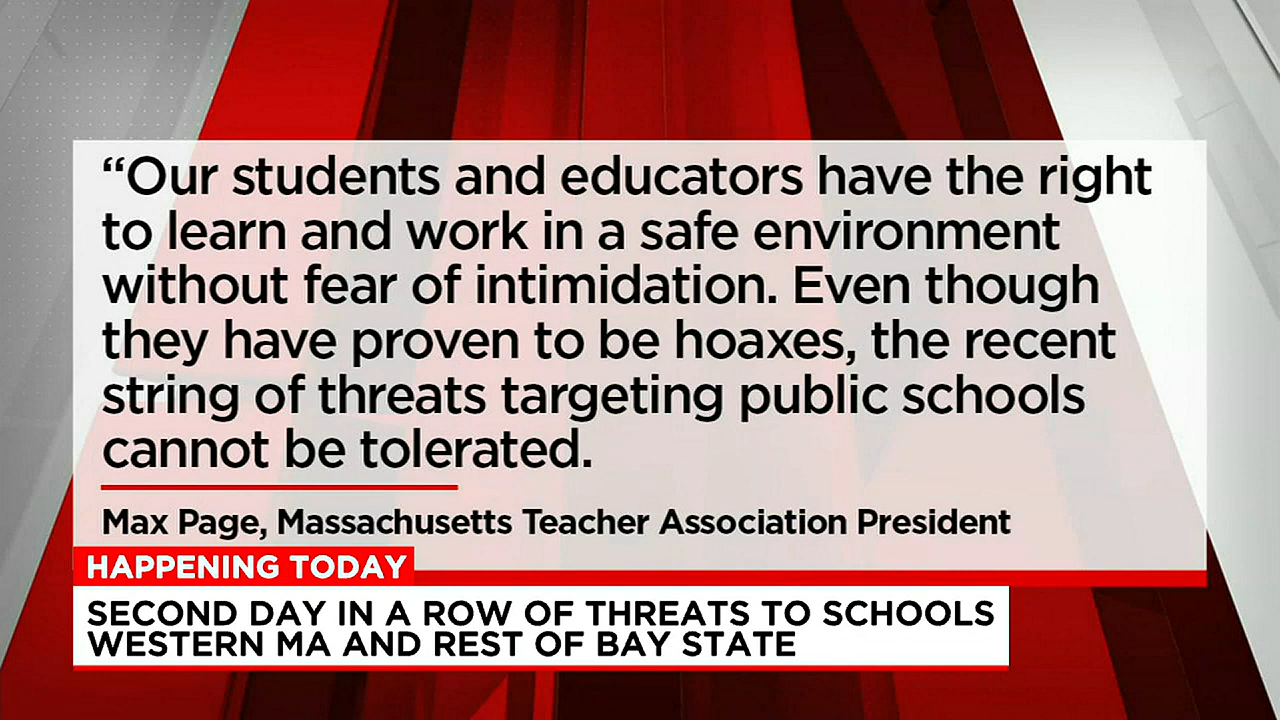 “Our students and educators have the right
to learn and work in a safe environment
without fear of intimidation. Even though
they have proven to be hoaxes, the recent
string of threats targeting public schools
cannot be tolerated.
Max Page, Massachusetts Teacher Association President
HAPPENING TODAY
SECOND DAY IN A ROW OF THREATS TO SCHOOLS
WESTERN MA AND REST OF BAY STATE